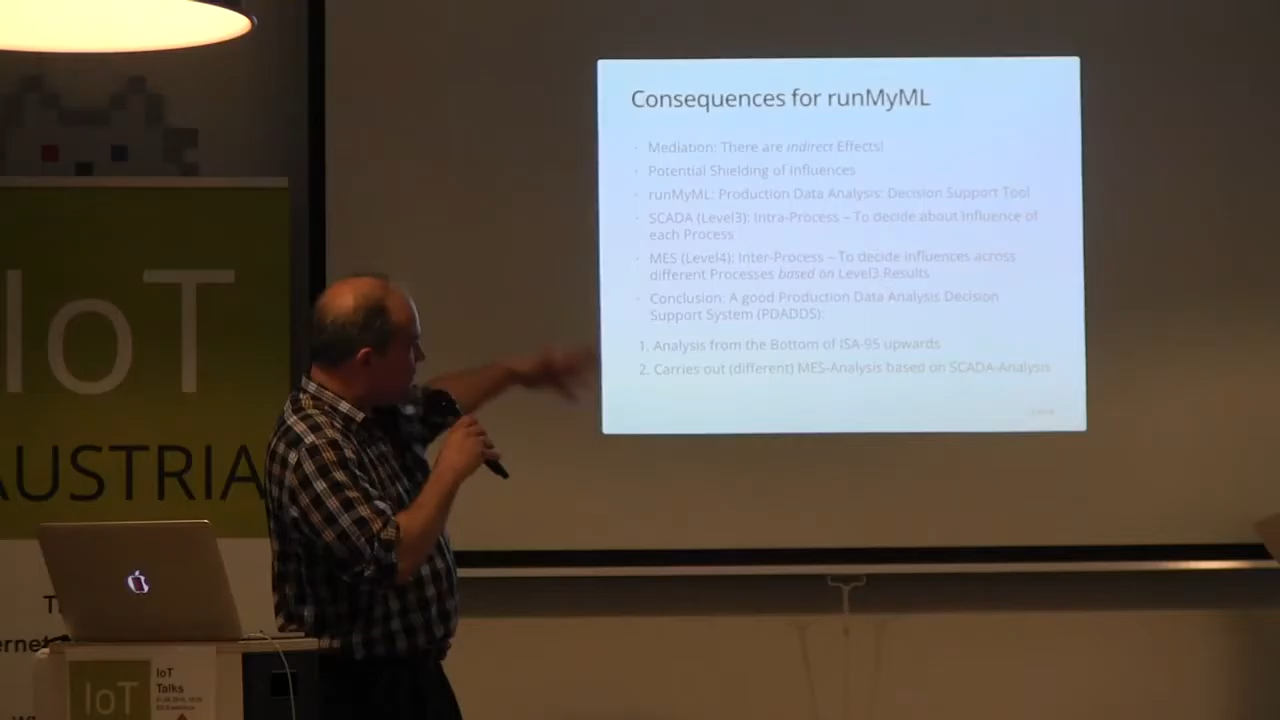 Consequences for runMyML
· Mediation: There are indirect Effects!
· Potential Shielding of Influences
· runMyML: Production Data Analysis: Decision Support Tool
· SCADA (Level3): Intra-Process – To decide about influence of
each Process
· MES (Level4): Inter-Process – To decide influences across
different Processes based on Level3 Results
· Conclusion: A good Production Data Analysis Decision
Support System (PDADDS):
1. Analysis from the Bottom of ISA-95 upwards
2. Carries out (different) MES-Analysis based on SCADA-Analysis
IoT
AUSTRIA
IoT
IoT
Talks